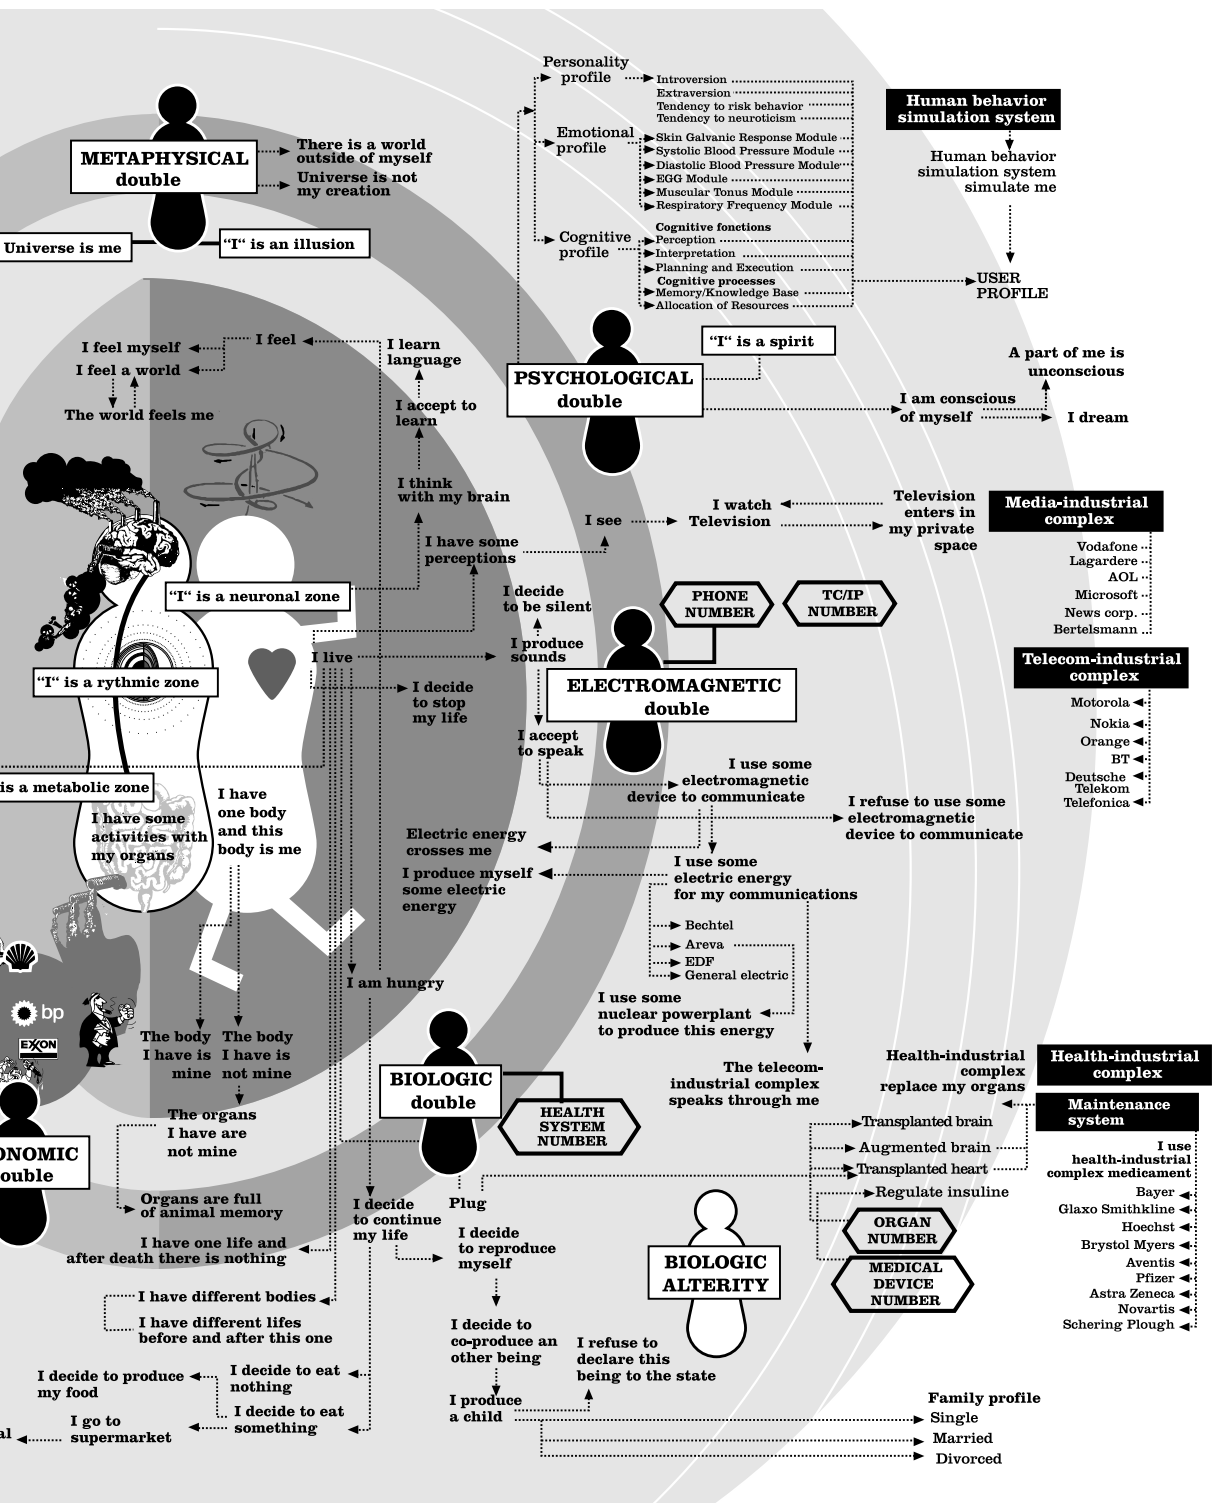 Personality
profile
Introversion
Extraversion
Tendency to risk behavior
Tendency to neuroticism
Emotional
profile
Skin Galvanic Response Module
Systolic Blood Pressure Module
Diastolic Blood Pressure Module
EGG Module
Muscular Tonus Module
Respiratory Frequency Module
Cognitive
profile
Cognitive fonctions
Perception
Interpretation
Planning and Execution
Cognitive processes
Memory/Knowledge Base
Allocation of Resources
Human behavior
simulation system
Human behavior
simulation system
simulate me
USER
PROFILE
METAPHYSICAL
double
There is a world
outside of myself
Universe is not
my creation
Universe is me
“I“ is an illusion
I feel
I feel myself
I feel a world
The world feels me
I learn
language
I accept to
learn
I think
with my brain
I have some
perceptions
“I“ is a spirit
PSYCHOLOGICAL
double
A part of me is
unconscious
I am conscious
of myself
I dream
I see
I watch
Television
Television
enters in
my private
space
Media-industrial
complex
Vodafone
Lagardere
AOL
Microsoft
News corp.
Bertelsmann
“I“ is a neuronal zone
I decide
to be silent
I produce
sounds
PHONE
NUMBER
TC/IP
NUMBER
I live
“I“ is a rythmic zone
I decide
to stop
my life
ELECTROMAGNETIC
double
Telecom-industrial
complex
Motorola
Nokia
Orange
BT
Deutsche
Telekom
Telefonica
I accept
to speak
is a metabolic zone
I have some
activities with
my organs
I have
one body
and this
body is me
I use some
electromagnetic
device to communicate
I refuse to use some
electromagnetic
device to communicate
Electric energy
crosses me
I produce myself
some electric
energy
I use some
electric energy
for my communications
Bechtel
Areva
EDF
General electric
I use some
nuclear powerplant
to produce this energy
The telecom-
industrial complex
speaks through me
bp
EXXON
I am hungry
The body
I have is
mine
The body
I have is
not mine
The organs
I have are
not mine
Organs are full
of animal memory
BIOLOGIC
double
HEALTH
SYSTEM
NUMBER
Plug
ONOMIC
ouble
Health-industrial
complex
replace my organs
Health-industrial
complex
Maintenance
system
Transplanted brain
Augmented brain
Transplanted heart
Regulate insuline
ORGAN
NUMBER
MEDICAL
DEVICE
NUMBER
I use
health-industrial
complex medicament
Bayer
Glaxo Smithkline
Hoechst
Brystol Myers
Aventis
Pfizer
Astra Zeneca
Novartis
Schering Plough
I have one life and
after death there is nothing
I have different bodies
I have different lifes
before and after this one
I decide
to continue
my life
I decide
to reproduce
myself
BIOLOGIC
ALTERITY
I decide to
co-produce an
other being
I refuse to
declare this
being to the state
I produce
a child
I decide to produce
my food
I decide to eat
nothing
I decide to eat
something
I go to
supermarket
al
Family profile
Single
Married
Divorced